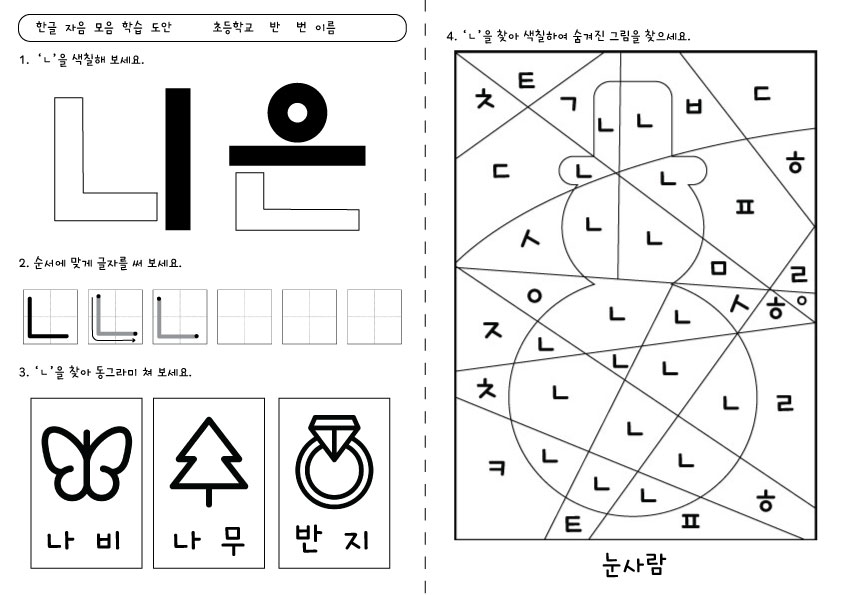 한글 자음 모음 학습 도안 초등학교 반 번 이름
1. ‘ㄴ’을 색칠해 보세요.
니 은
2. 순서에 맞게 글자를 써 보세요.
ㄴ ㄴ ㄴ
3. ‘ㄴ’을 찾아 동그라미 쳐 보세요.
나 비
나 무
반 지
4. ‘ㄴ’을 찾아 색칠하여 숨겨진 그림을 찾으세요.
ㅊ ㅌ ㄱ ㄴ ㄴ ㅂ ㄷ
ㄷ ㄴ ㄴ ㅎ
ㅅ ㄴ ㄴ ㅍ
ㅁ ㄹ
ㅇ ㅅ ㅎ ㅇ
ㅈ ㄴ ㄴ
ㄴ ㄴ ㄴ
ㅊ ㄴ ㄴ ㄹ
ㄴ
ㅋ ㄴ ㄴ
ㄴ ㄴ ㅎ
ㅌ ㅍ
눈사람